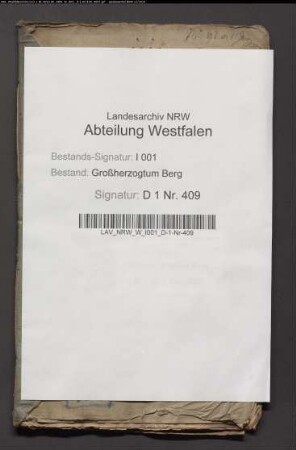 Landesarchiv NRW
Abteilung Westfalen
Bestands-Signatur: I 001
Bestand: Großherzogtum Berg
Signatur: D 1 Nr. 409
LAV_NRW_W_I001_D-1-Nr-409